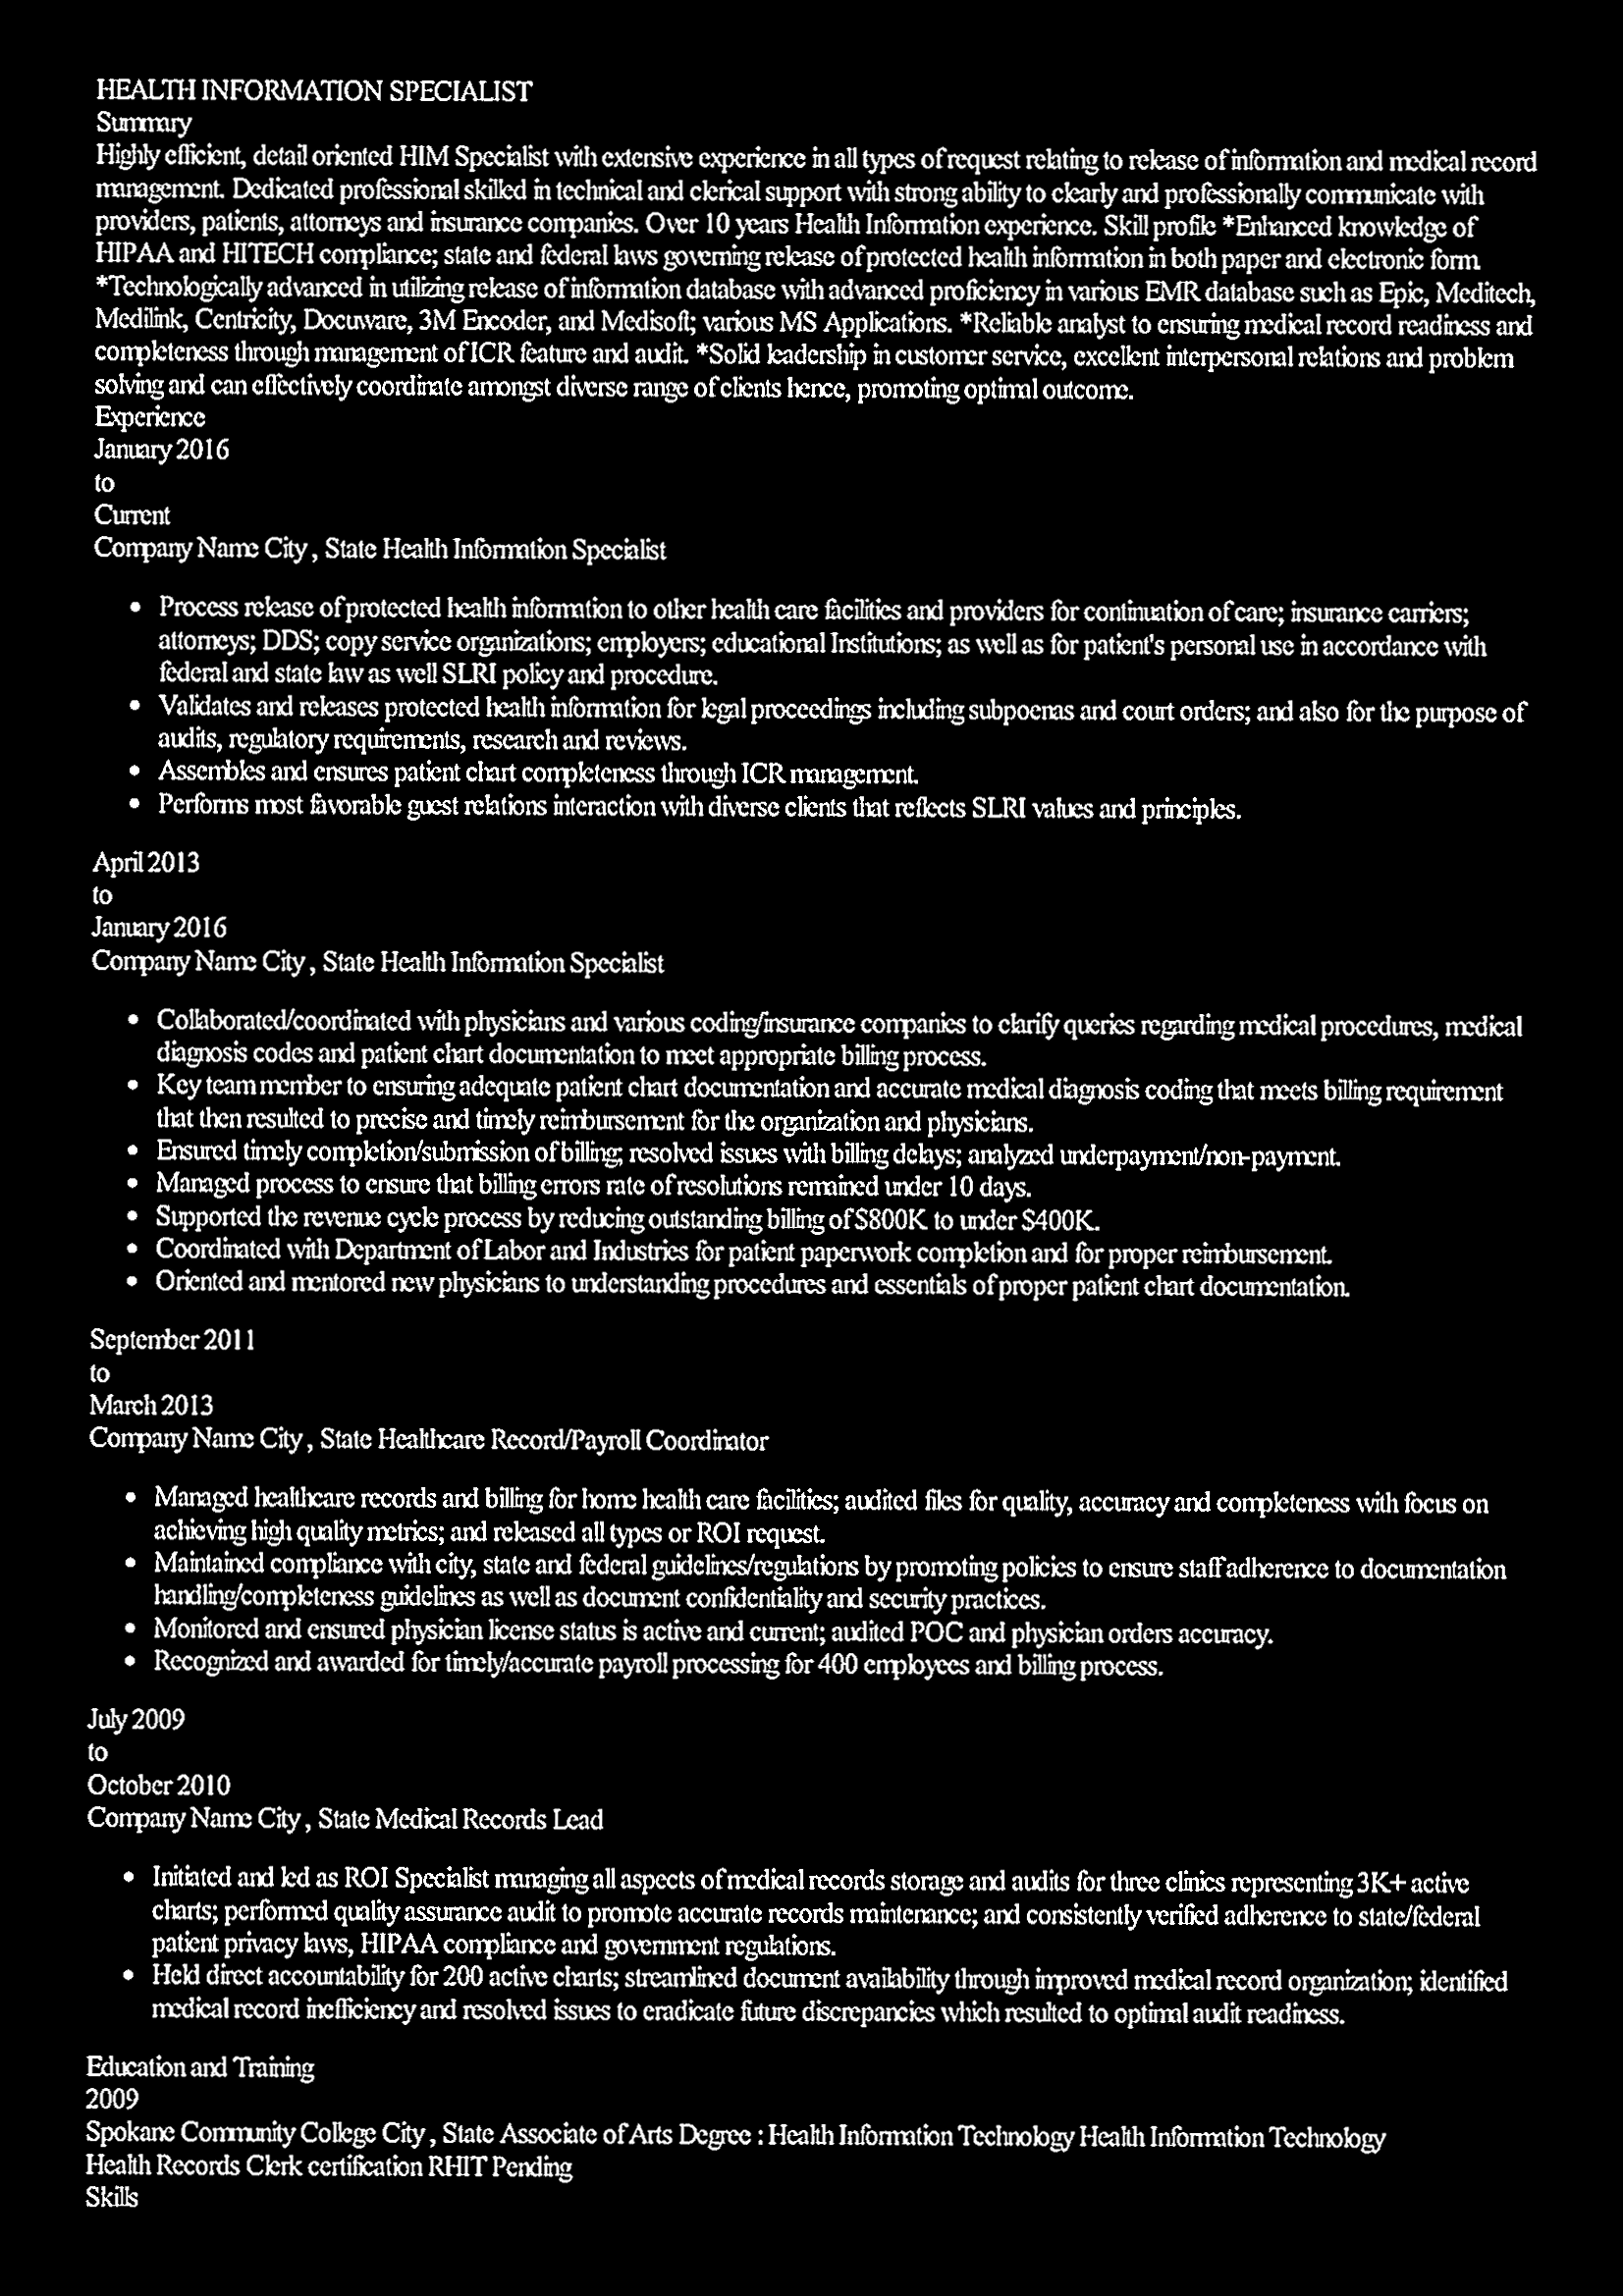 HEALTH INFORMATION SPECIALIST
Summary
Highly efficient, detail oriented HIM Specialist with extensive experience in all types of request relating to release of information and medical record
management. Dedicated professional skilled in technical and clerical support with strong ability to clearly and professionally communicate with
providers, patients, attorneys and insurance companies. Over 10 years Health Information experience. Skill profile *Enhanced knowledge of
HIPAA and HITECH compliance; state and federal laws governing release of protected health information in both paper and electronic form.
*Technologically advanced in utilizing release of information database with advanced proficiency in various EMR database such as Epic, Meditech,
Medilink, Centricity, Docuware, 3M Encoder, and Medisoft; various MS Applications. *Reliable analyst to ensuring medical record readiness and
completeness through management of ICR feature and audit. *Solid leadership in customer service, excellent interpersonal relations and problem
solving and can effectively coordinate amongst diverse range of clients hence, promoting optimal outcome.
Experience
January 2016
to
Current
Company Name City , State Health Information Specialist
• Process release of protected health information to other health care facilities and providers for continuation of care; insurance carriers;
attorneys; DDS; copy service organizations; employers; educational Institutions; as well as for patient's personal use in accordance with
federal and state law as well SLRI policy and procedure.
• Validates and releases protected health information for legal proceedings including subpoenas and court orders; and also for the purpose of
audits, regulatory requirements, research and reviews.
• Assembles and ensures patient chart completeness through ICR management.
• Performs most favorable guest relations interaction with diverse clients that reflects SLRI values and principles.
April 2013
to
January 2016
Company Name City , State Health Information Specialist
• Collaborated/coordinated with physicians and various coding/insurance companies to clarify queries regarding medical procedures, medical
diagnosis codes and patient chart documentation to meet appropriate billing process.
• Key team member to ensuring adequate patient chart documentation and accurate medical diagnosis coding that meets billing requirement
that then resulted to precise and timely reimbursement for the organization and physicians.
• Ensured timely completion/submission of billing; resolved issues with billing delays; analyzed underpayment/non-payment.
• Managed process to ensure that billing errors rate of resolutions remained under 10 days.
• Supported the revenue cycle process by reducing outstanding billing of $800K to under $400K.
• Coordinated with Department of Labor and Industries for patient paperwork completion and for proper reimbursement.
• Oriented and mentored new physicians to understanding procedures and essentials of proper patient chart documentation.
September 2011
to
March 2013
Company Name City , State Healthcare Record/Payroll Coordinator
• Managed healthcare records and billing for home health care facilities; audited files for quality, accuracy and completeness with focus on
achieving high quality metrics; and released all types or ROI request.
• Maintained compliance with city, state and federal guidelines/regulations by promoting policies to ensure staff adherence to documentation
handling/completeness guidelines as well as document confidentiality and security practices.
• Monitored and ensured physician license status is active and current; audited POC and physician orders accuracy.
• Recognized and awarded for timely/accurate payroll processing for 400 employees and billing process.
July 2009
to
October 2010
Company Name City , State Medical Records Lead
• Initiated and led as ROI Specialist managing all aspects of medical records storage and audits for three clinics representing 3K+ active
charts; performed quality assurance audit to promote accurate records maintenance; and consistently verified adherence to state/federal
patient privacy laws, HIPAA compliance and government regulations.
• Held direct accountability for 200 active charts; streamlined document availability through improved medical record organization; identified
medical record inefficiency and resolved issues to eradicate future discrepancies which resulted to optimal audit readiness.
Education and Training
2009
Spokane Community College City , State Associate of Arts Degree : Health Information Technology Health Information Technology
Health Records Clerk certification RHIT Pending
Skills